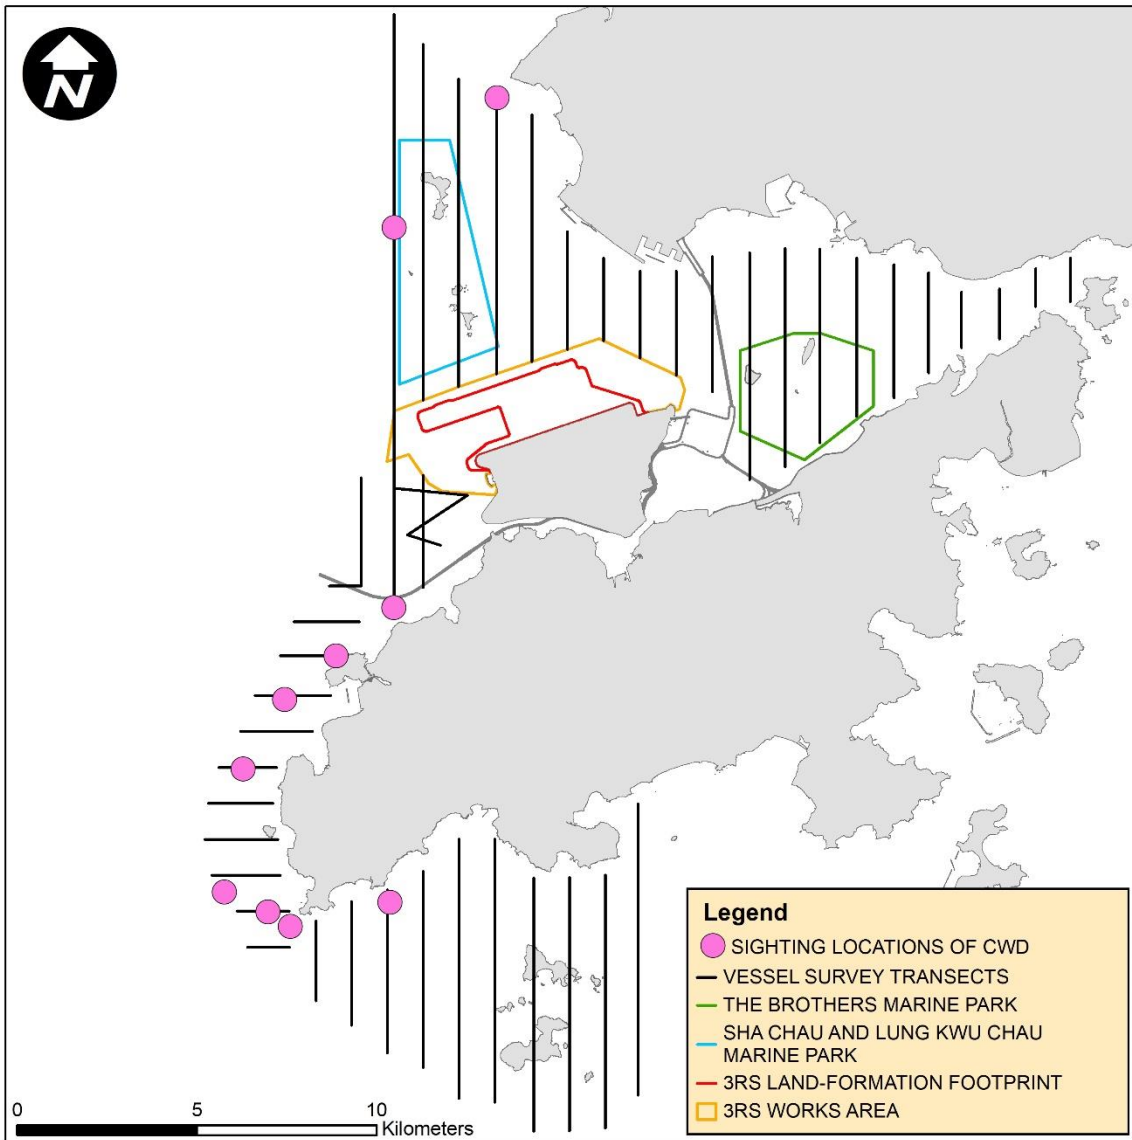 N
Legend
SIGHTING LOCATIONS OF CWD
VESSEL SURVEY TRANSECTS
THE BROTHERS MARINE PARK
SHA CHAU AND LUNG KWU CHAU
MARINE PARK
3RS LAND-FORMATION FOOTPRINT
3RS WORKS AREA
0 5 10
Kilometers